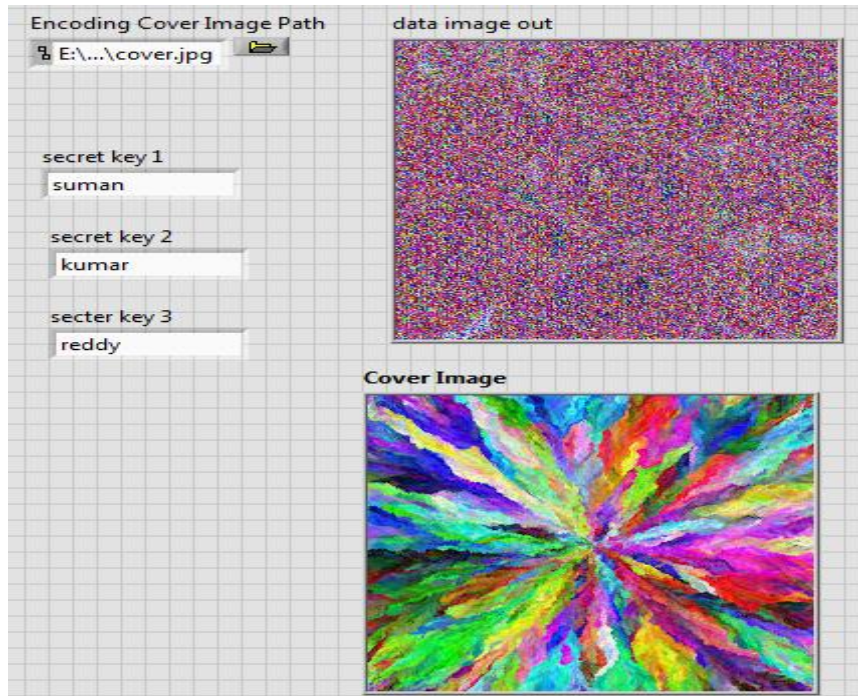 Encoding Cover Image Path
E:\...\cover.jpg
secret key 1
suman
secret key 2
kumar
secter key 3
reddy
data image out
Cover Image